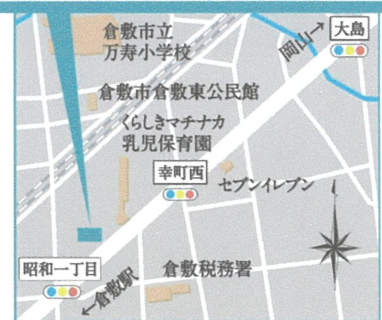 倉敷市立
万寿小学校
岡山→
大島
倉敷市倉敷東公民館
くらしきマチナカ
乳児保育園
幸町西
セブンイレブン
昭和一丁目
←倉敷駅
倉敷税務署